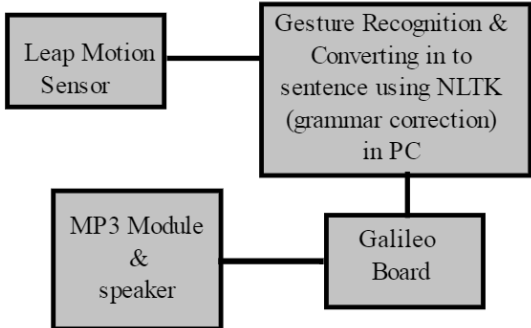 Leap Motion
Sensor
Gesture Recognition &
Converting in to
sentence using NLTK
(grammar correction)
in PC
MP3 Module
&
speaker
Galileo
Board